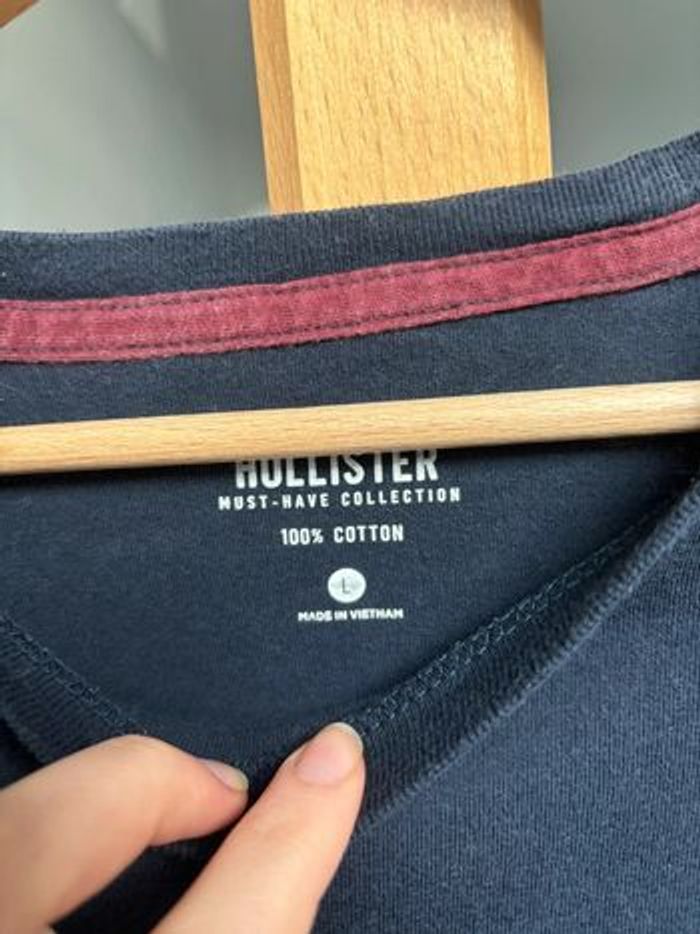 HOLLISTER
MUST-HAVE COLLECTION
100% COTTON
L
MADE IN VIETNAM